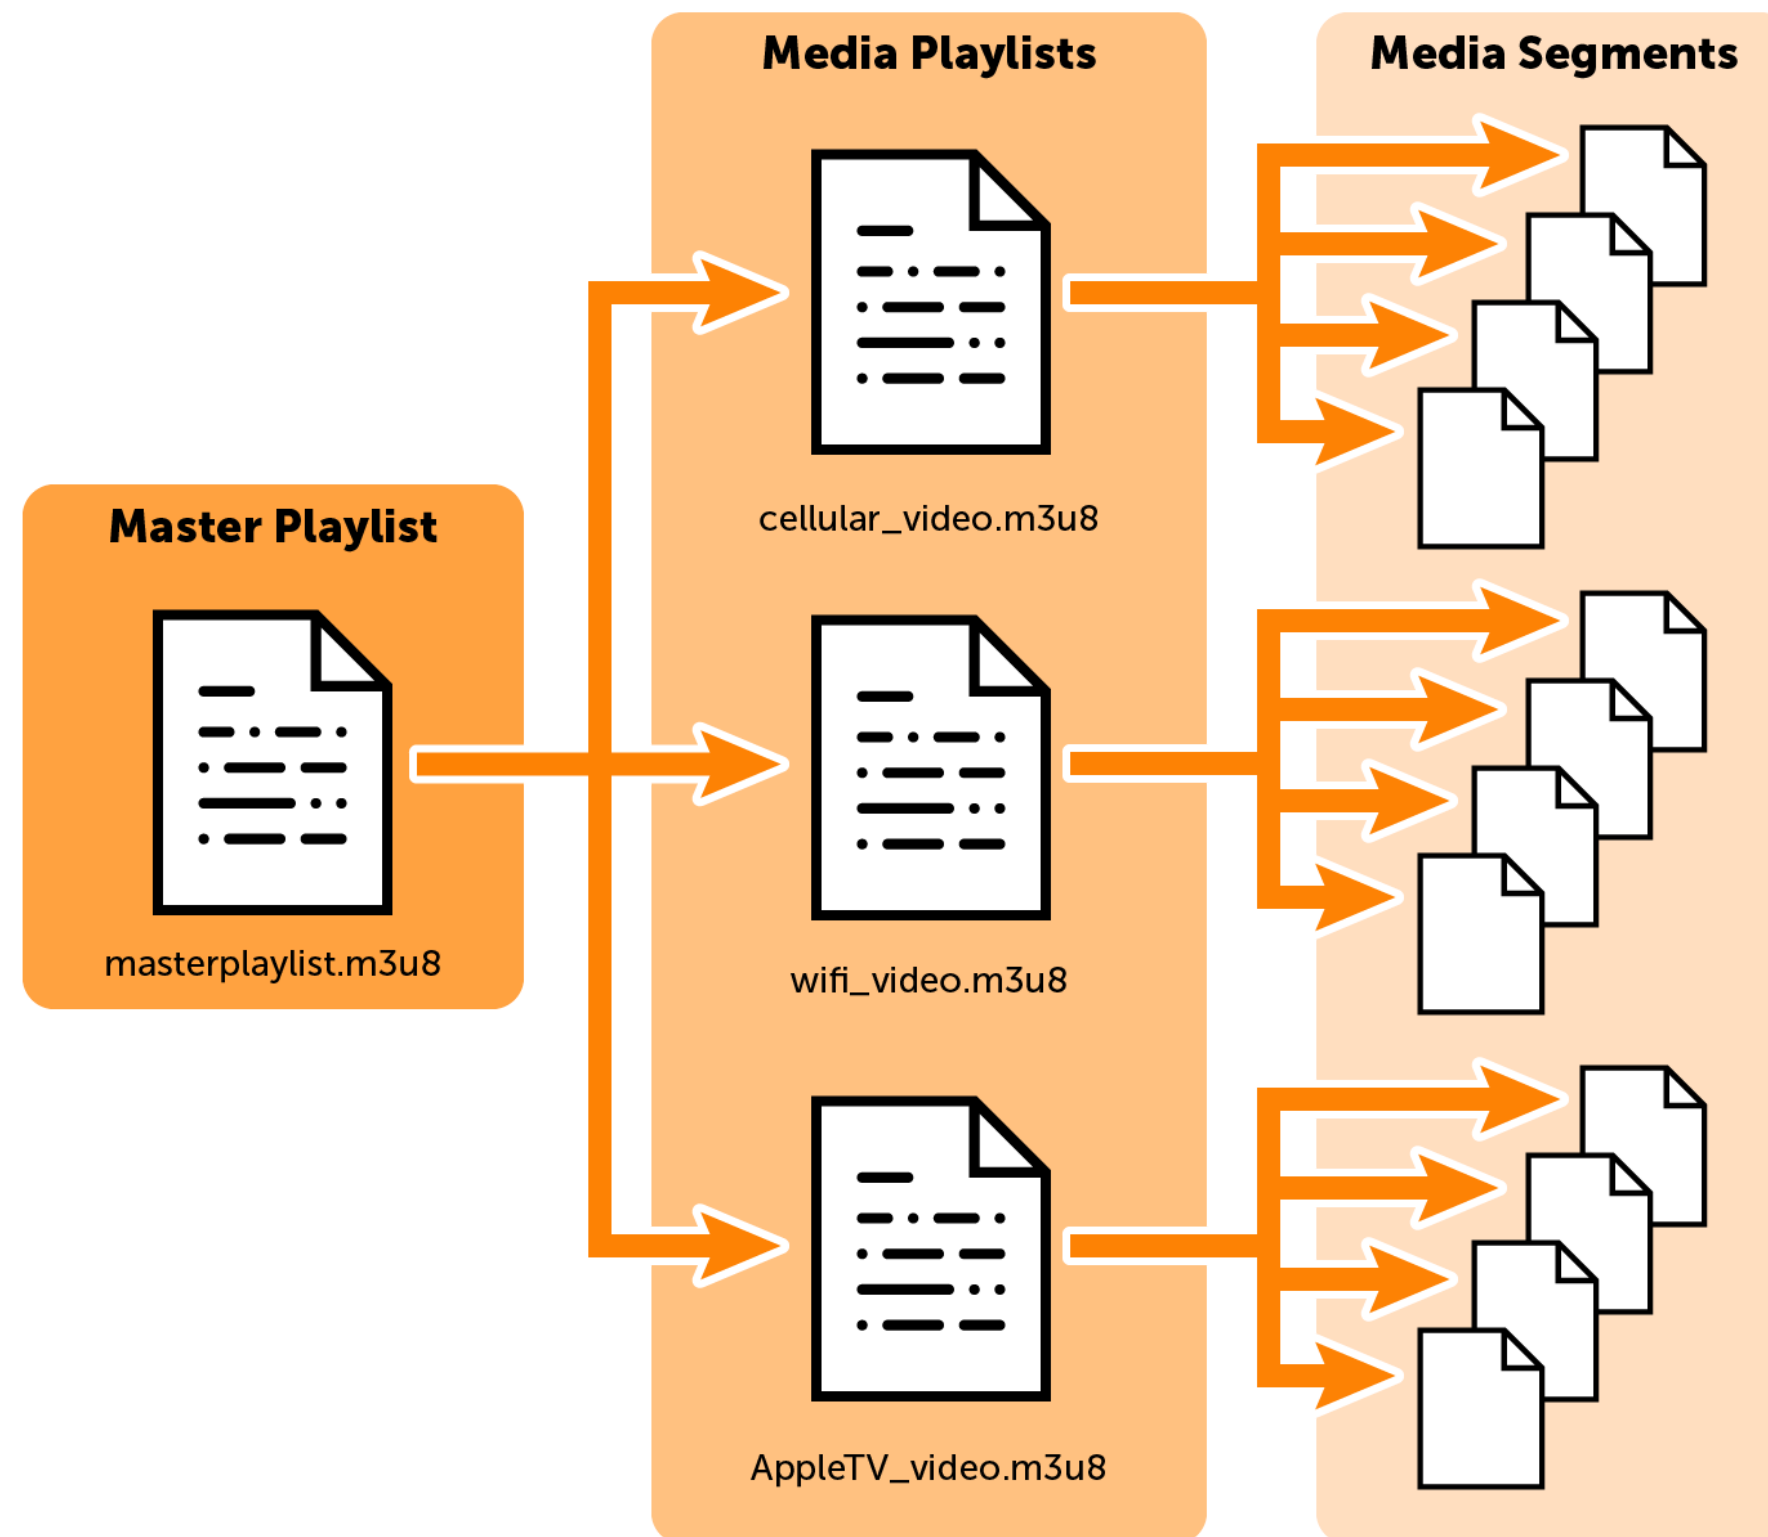 Media Playlists
Media Segments
cellular_video.m3u8
Master Playlist
masterplaylist.m3u8
wifi_video.m3u8
AppleTV_video.m3u8